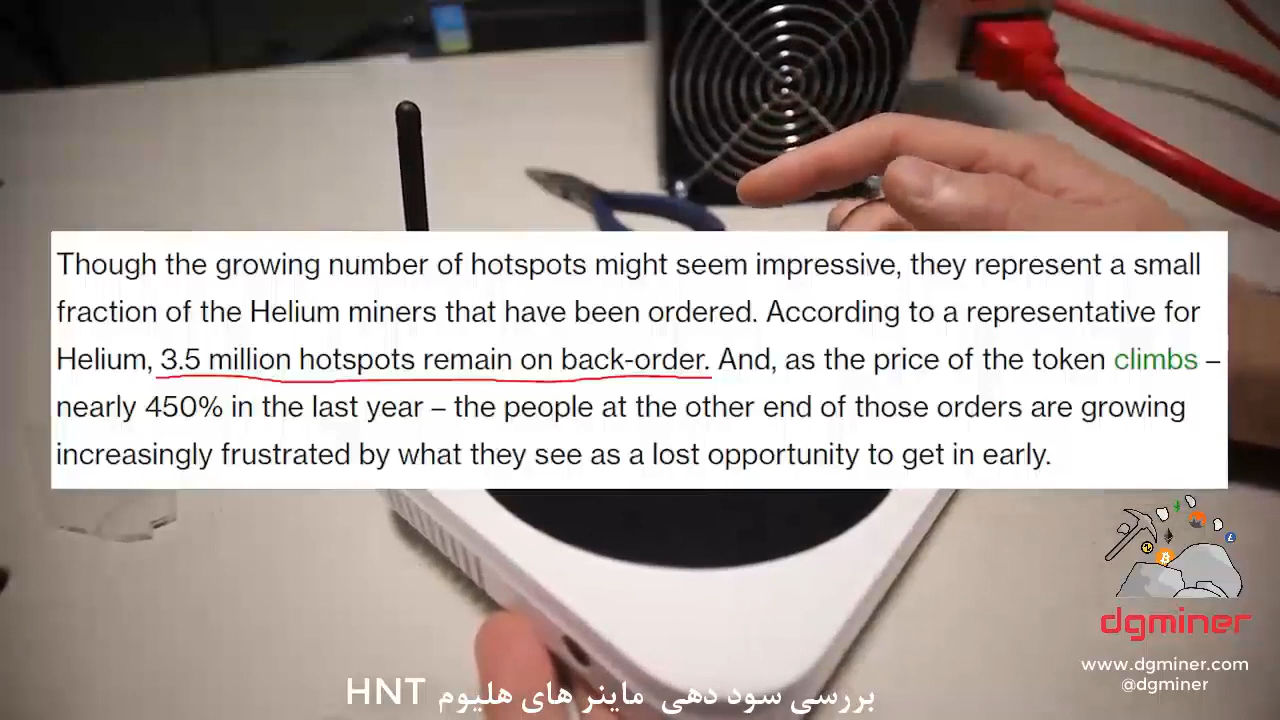 Though the growing number of hotspots might seem impressive, they represent a small
fraction of the Helium miners that have been ordered. According to a representative for
Helium, 3.5 million hotspots remain on back-order. And, as the price of the token climbs –
nearly 450% in the last year – the people at the other end of those orders are growing
increasingly frustrated by what they see as a lost opportunity to get in early.
dgminer
www.dgminer.com
@dgminer
بررسی سود دهی ماینر های هلیوم HNT